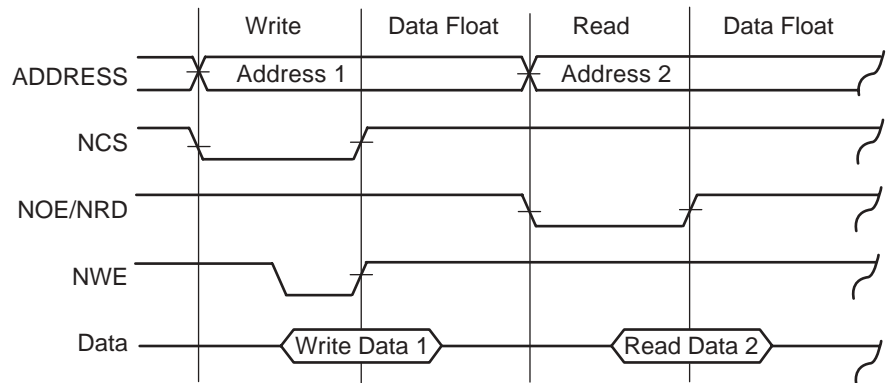 Write Data Float Read Data Float
ADDRESS Address 1 Address 2
NCS
NOE/NRD
NWE
Data Write Data 1 Read Data 2